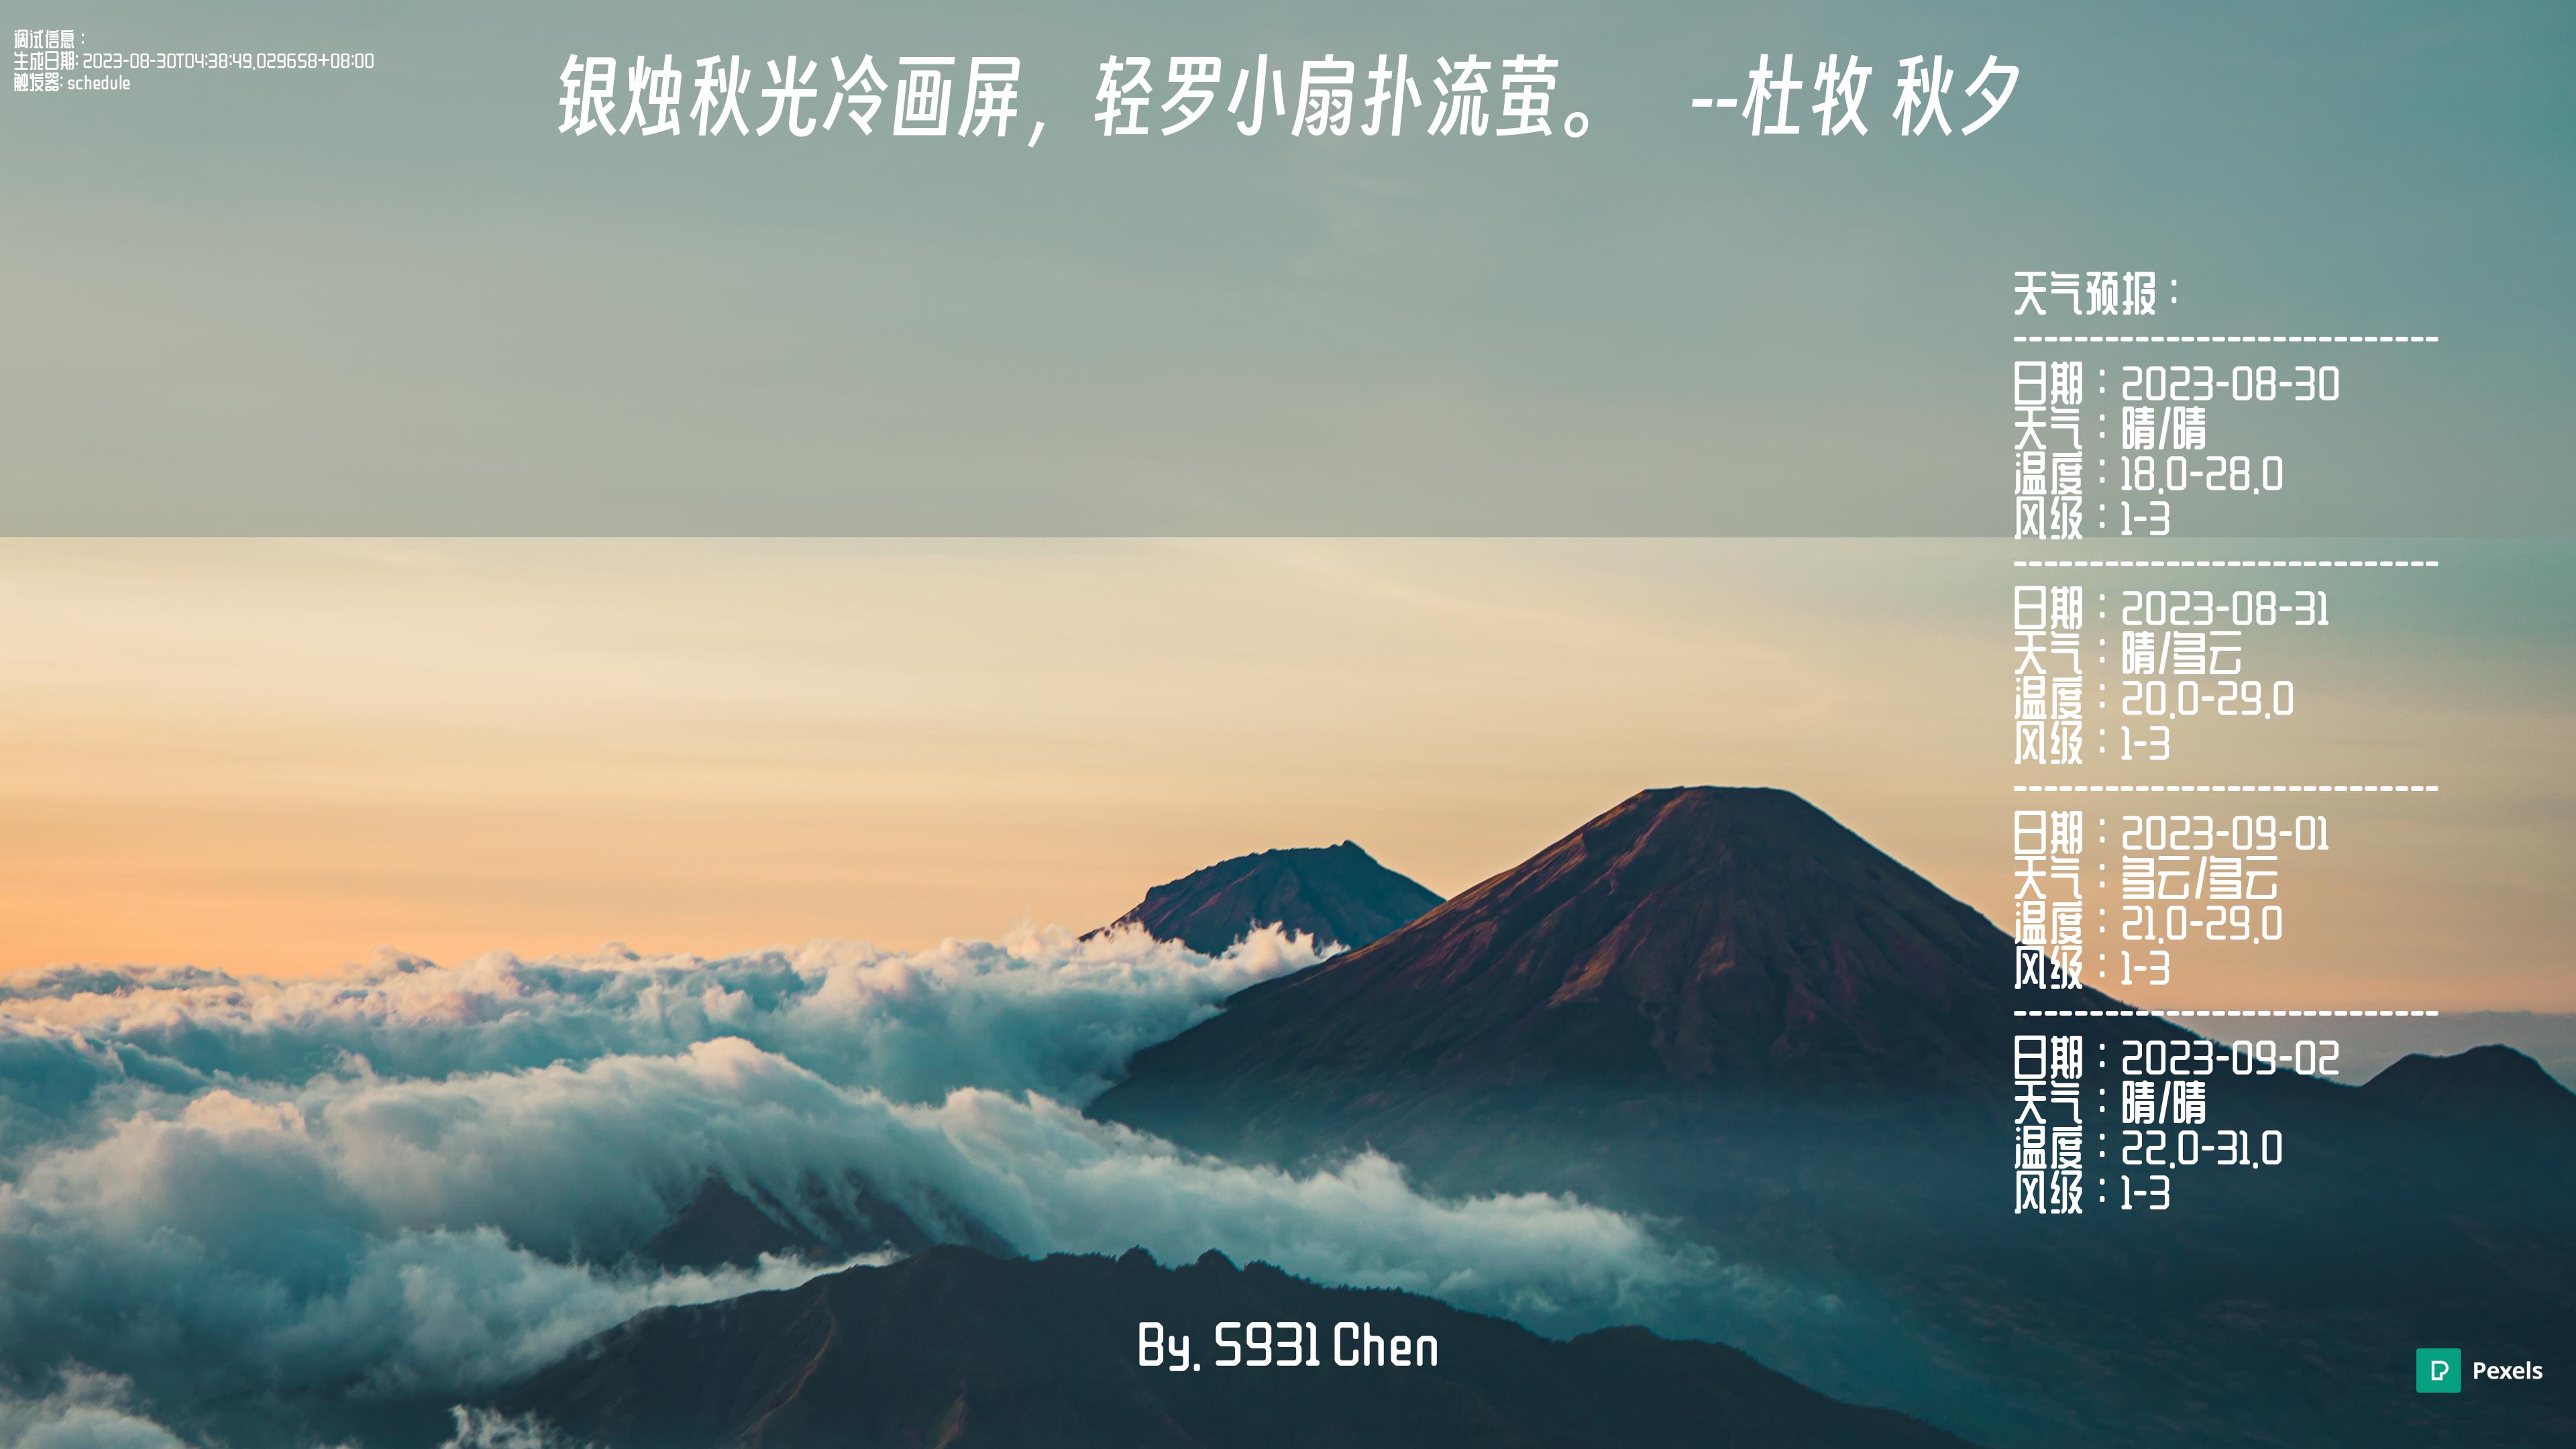 调试信息：
生成日期: 2023-08-30T04:38:49.029658+08:00
触发器: schedule
银烛秋光冷画屏，轻罗小扇扑流萤。 --杜牧 秋夕
天气预报：
----------------------------
日期：2023-08-30
天气：晴/晴
温度：18.0-28.0
风级：1-3
----------------------------
日期：2023-08-31
天气：晴/多云
温度：20.0-29.0
风级：1-3
----------------------------
日期：2023-09-01
天气：多云/多云
温度：21.0-29.0
风级：1-3
----------------------------
日期：2023-09-02
天气：晴/晴
温度：22.0-31.0
风级：1-3
By. S931 Chen
Pexels